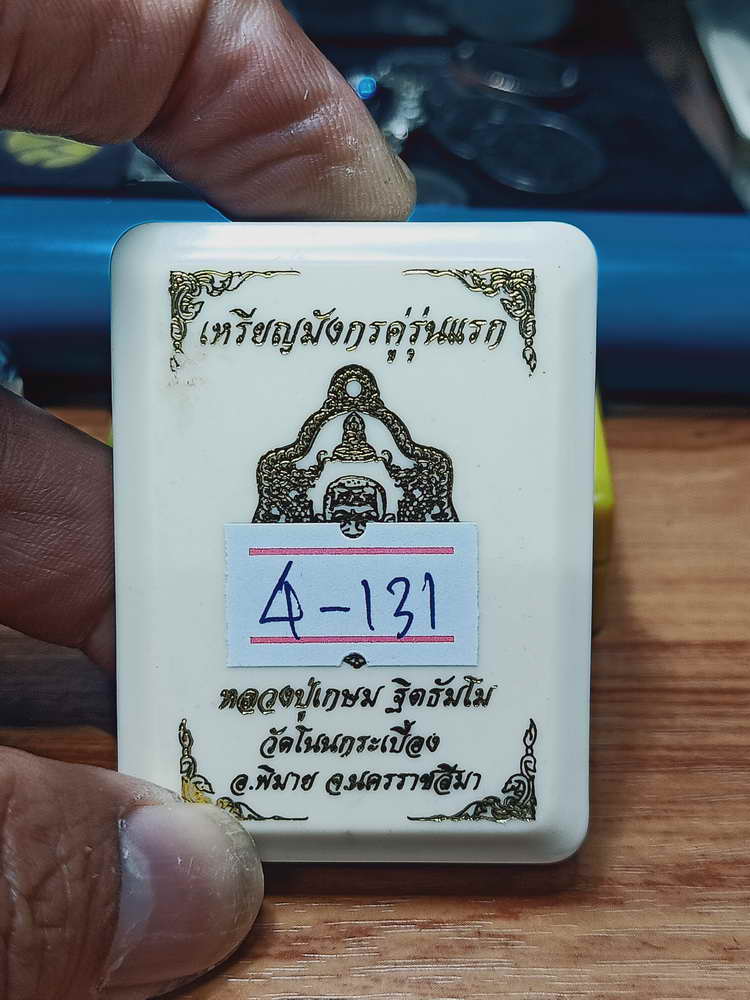 เหรียญมังกรคู่รุ่นแรก
4-131
หลวงปู่เกษม ฐิตธัมโม
วัดโนนกระเบื้อง
อ.พิมาย จ.นครราชสีมา